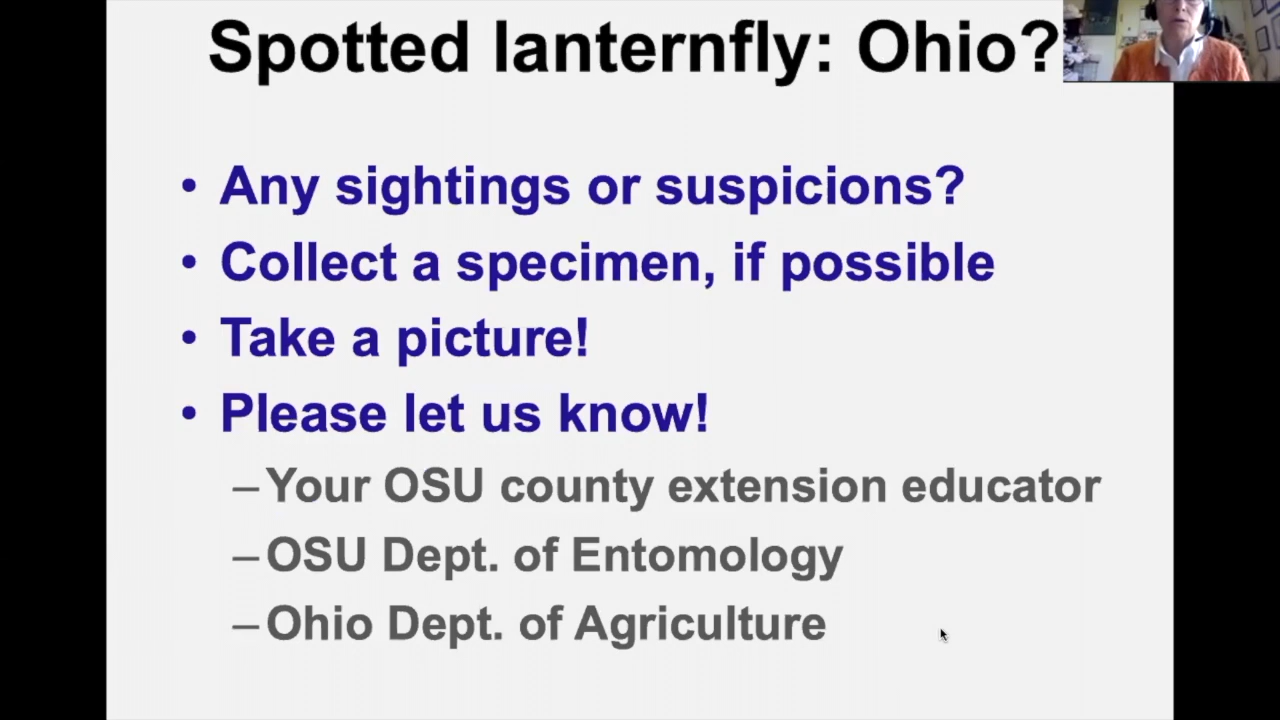 Spotted lanternfly: Ohio?
• Any sightings or suspicions?
• Collect a specimen, if possible
• Take a picture!
• Please let us know!
– Your OSU county extension educator
– OSU Dept. of Entomology
– Ohio Dept. of Agriculture